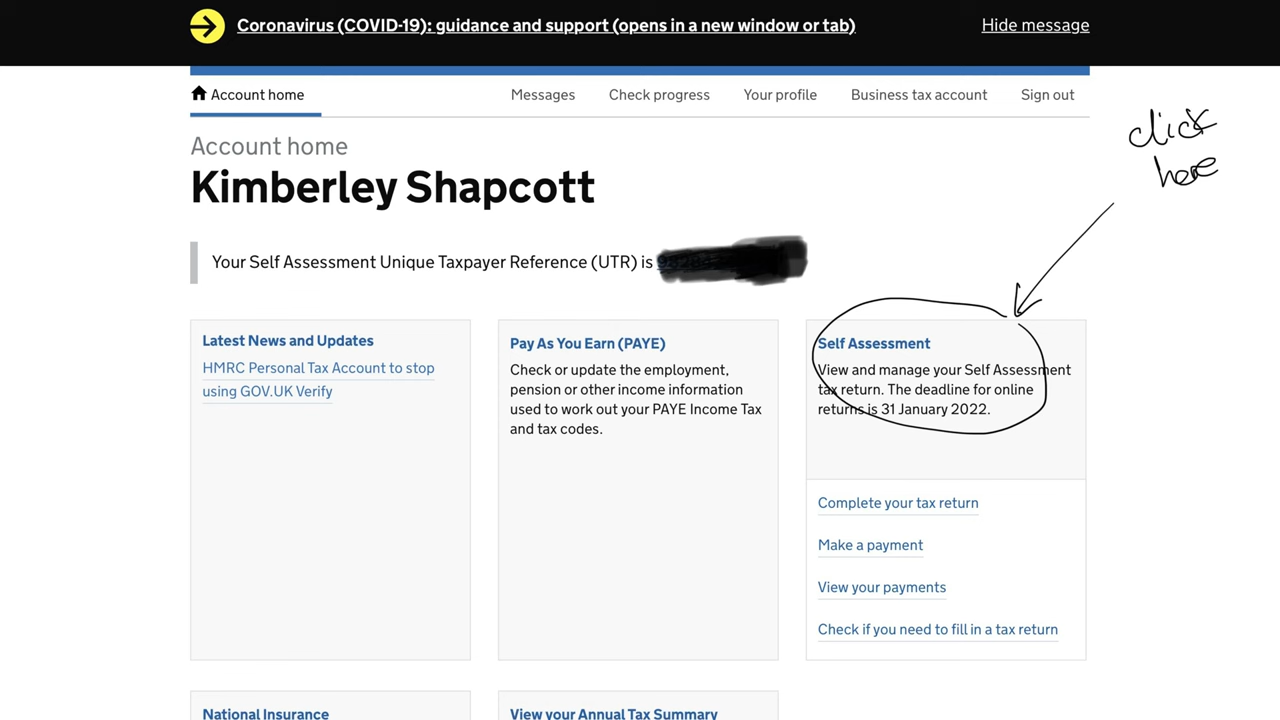 Coronavirus (COVID-19): guidance and support (opens in a new window or tab)
Hide message
Account home
Messages
Check progress
Your profile
Business tax account
Sign out
click
here
Account home
Kimberley Shapcott
Your Self Assessment Unique Taxpayer Reference (UTR) is
Latest News and Updates
HMRC Personal Tax Account to stop
using GOV.UK Verify
Pay As You Earn (PAYE)
Check or update the employment,
pension or other income information
used to work out your PAYE Income Tax
and tax codes.
Self Assessment
View and manage your Self Assessment
tax return. The deadline for online
returns is 31 January 2022.
Complete your tax return
Make a payment
View your payments
Check if you need to fill in a tax return
National Insurance
View your Annual Tax Summary